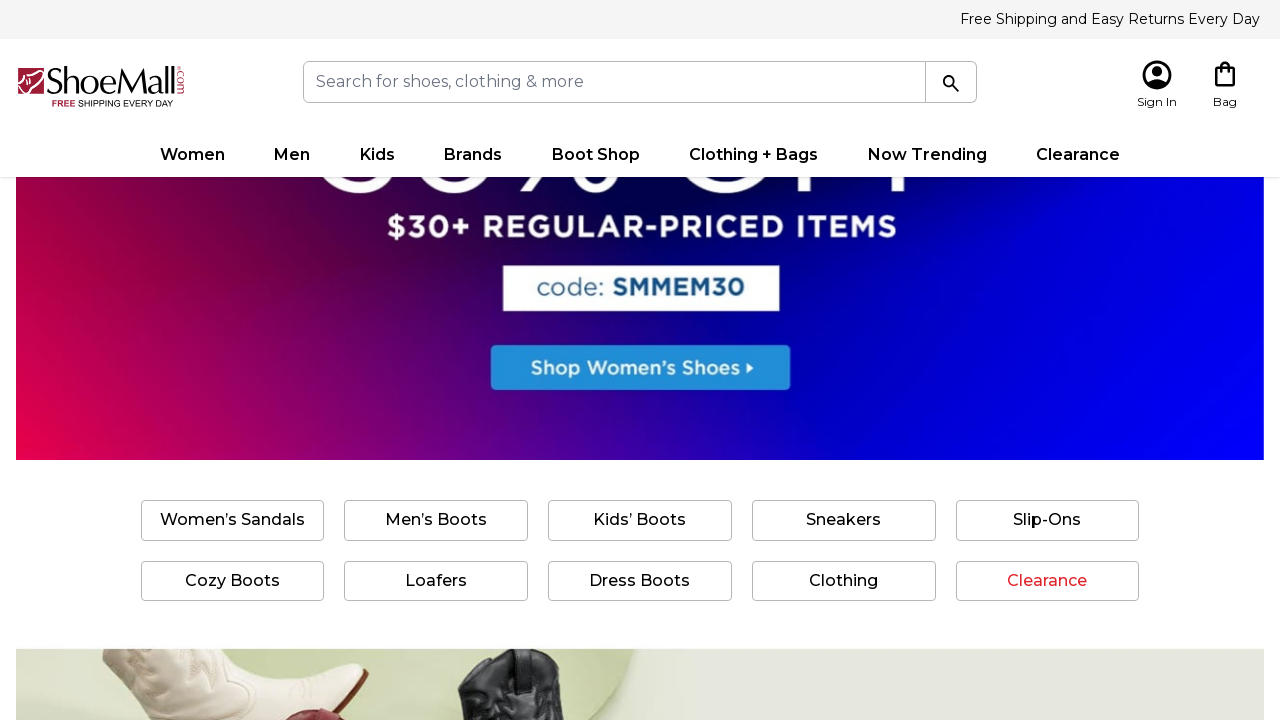 Free Shipping and Easy Returns Every Day
ShoeMall.com
FREE SHIPPING EVERY DAY
Search for shoes, clothing & more
Sign In
Bag
Women Men Kids Brands Boot Shop Clothing + Bags Now Trending Clearance
$30+ REGULAR-PRICED ITEMS
code: SMMEM30
Shop Women’s Shoes
Women’s Sandals Men’s Boots Kids’ Boots Sneakers Slip-Ons
Cozy Boots Loafers Dress Boots Clothing Clearance